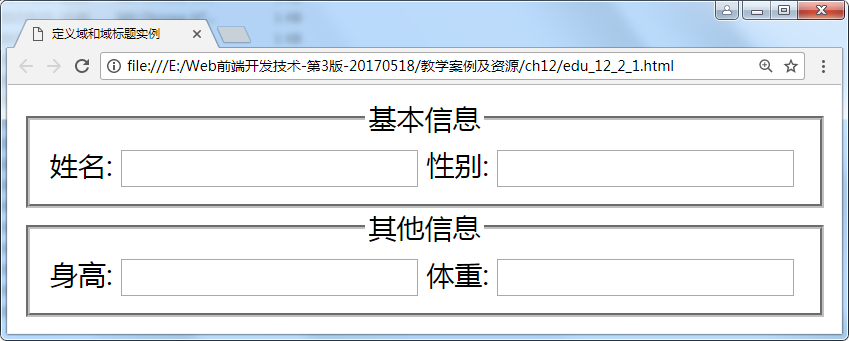 定义域和域标题实例
file:///E:/Web前端开发技术-第3版-20170518/教学案例及资源/ch12/edu_12_2_1.html
基本信息
姓名: 性别:
其他信息
身高: 体重: